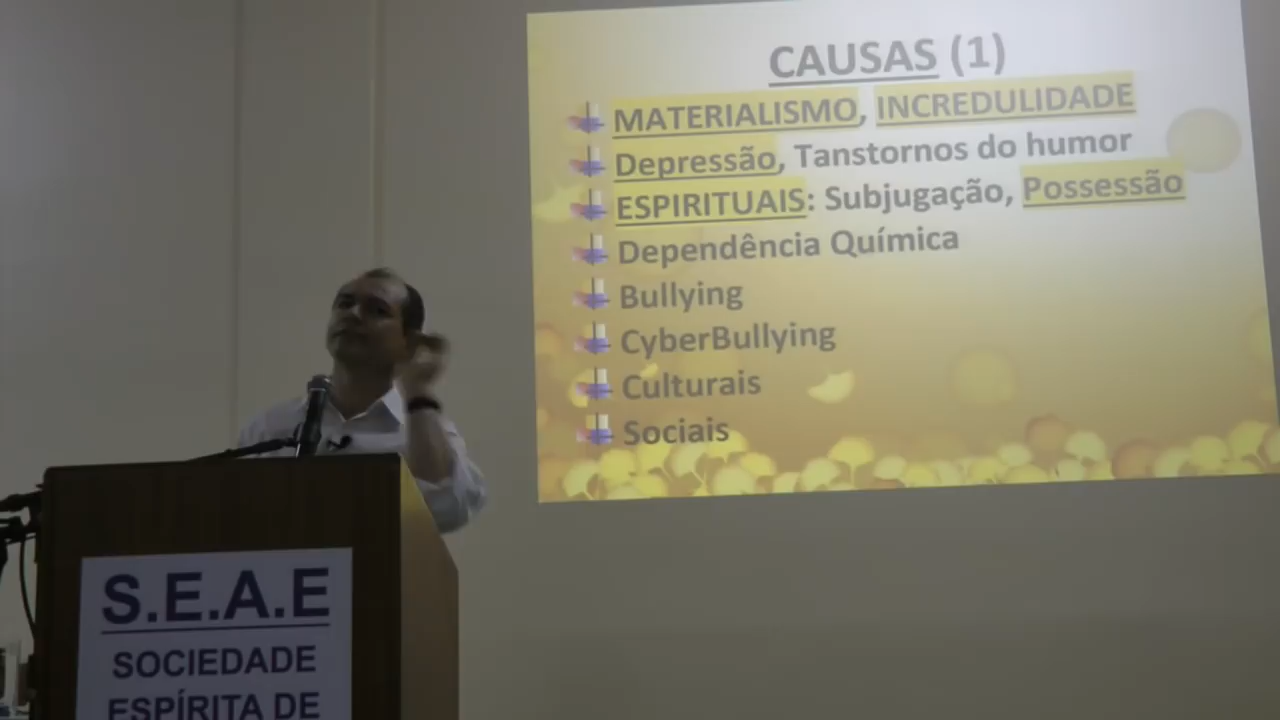 CAUSAS (1)
MATERIALISMO, INCREDULIDADE
Depressão, Tanstornos do humor
ESPIRITUAIS: Subjugação, Possessão
Dependência Química
Bullying
CyberBullying
Culturais
Sociais
S.E.A.E
SOCIEDADE
ESPÍRITA DE